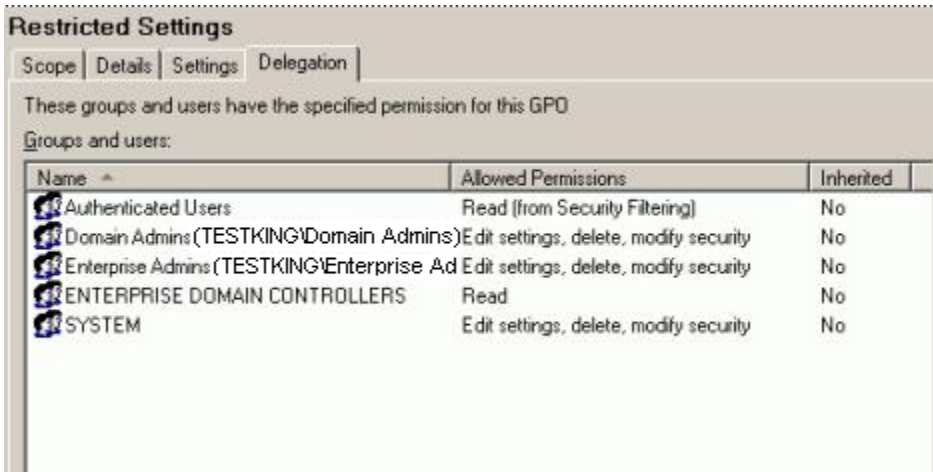 Restricted Settings
Scope Details Settings Delegation
These groups and users have the specified permission for this GPO
Groups and users:
Name Allowed Permissions Inherited
Authenticated Users Read (from Security Filtering) No
Domain Admins (TESTKING\Domain Admins) Edit settings, delete, modify security No
Enterprise Admins (TESTKING\Enterprise Ad Edit settings, delete, modify security No
ENTERPRISE DOMAIN CONTROLLERS Read No
SYSTEM Edit settings, delete, modify security No